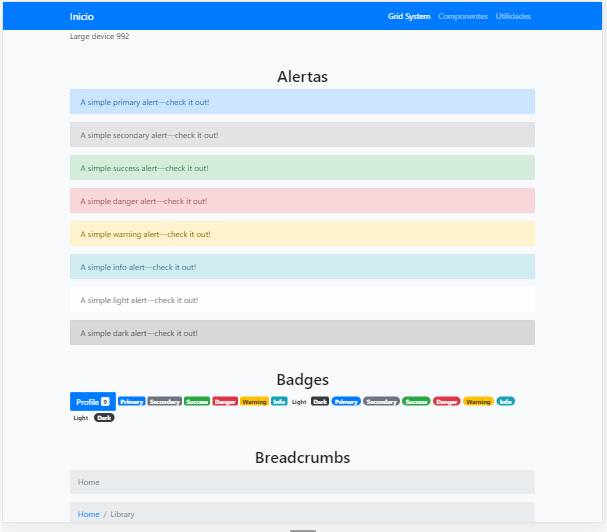 Inicio Grid System Componentes Utilidades
Large device 992
Alertas
A simple primary alert—check it out!
A simple secondary alert—check it out!
A simple success alert—check it out!
A simple danger alert—check it out!
A simple warning alert—check it out!
A simple info alert—check it out!
A simple light alert—check it out!
A simple dark alert—check it out!
Badges
Profile 9 Primary Secondary Success Danger Warning Info Light Dark Primary Secondary Success Danger Warning Info
Light Dark
Breadcrumbs
Home
Home / Library